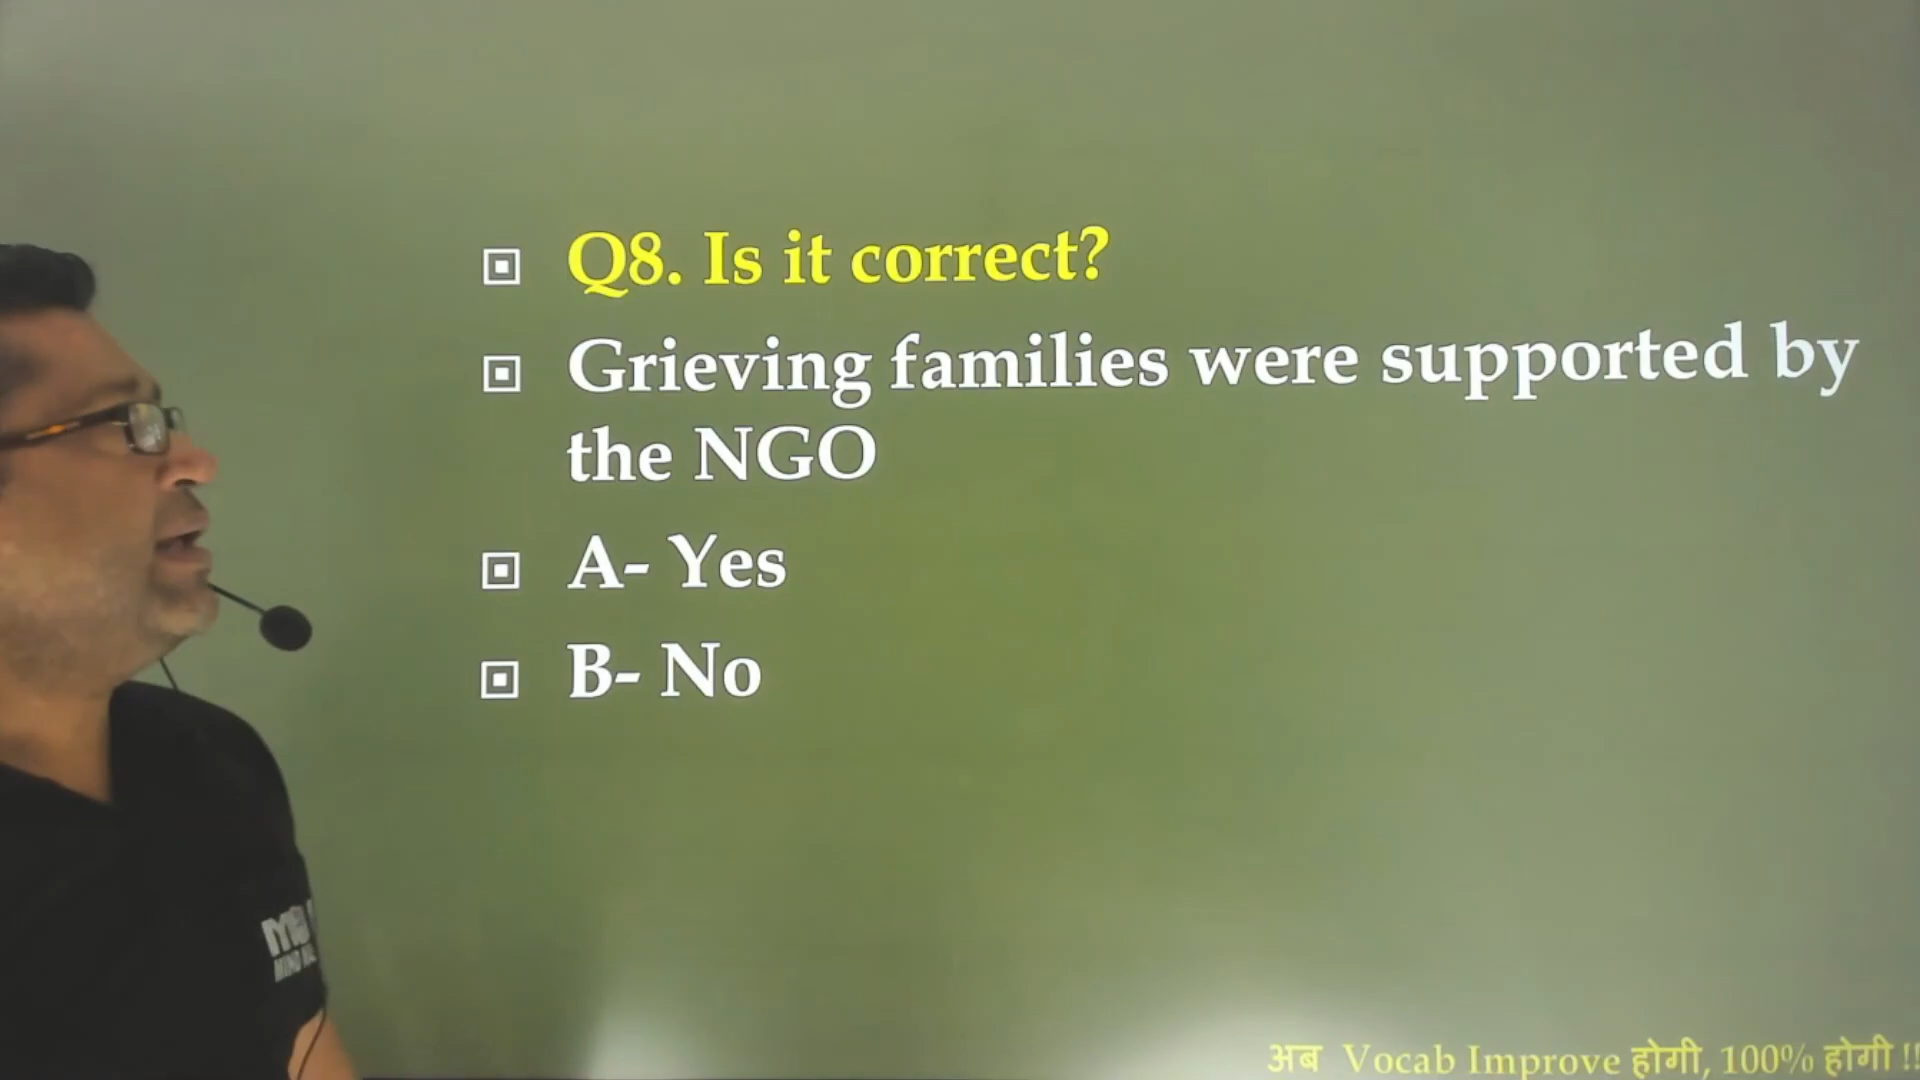 Q8. Is it correct?
Grieving families were supported by
the NGO
A- Yes
B- No
अब Vocab Improve होगी, 100% होगी !!